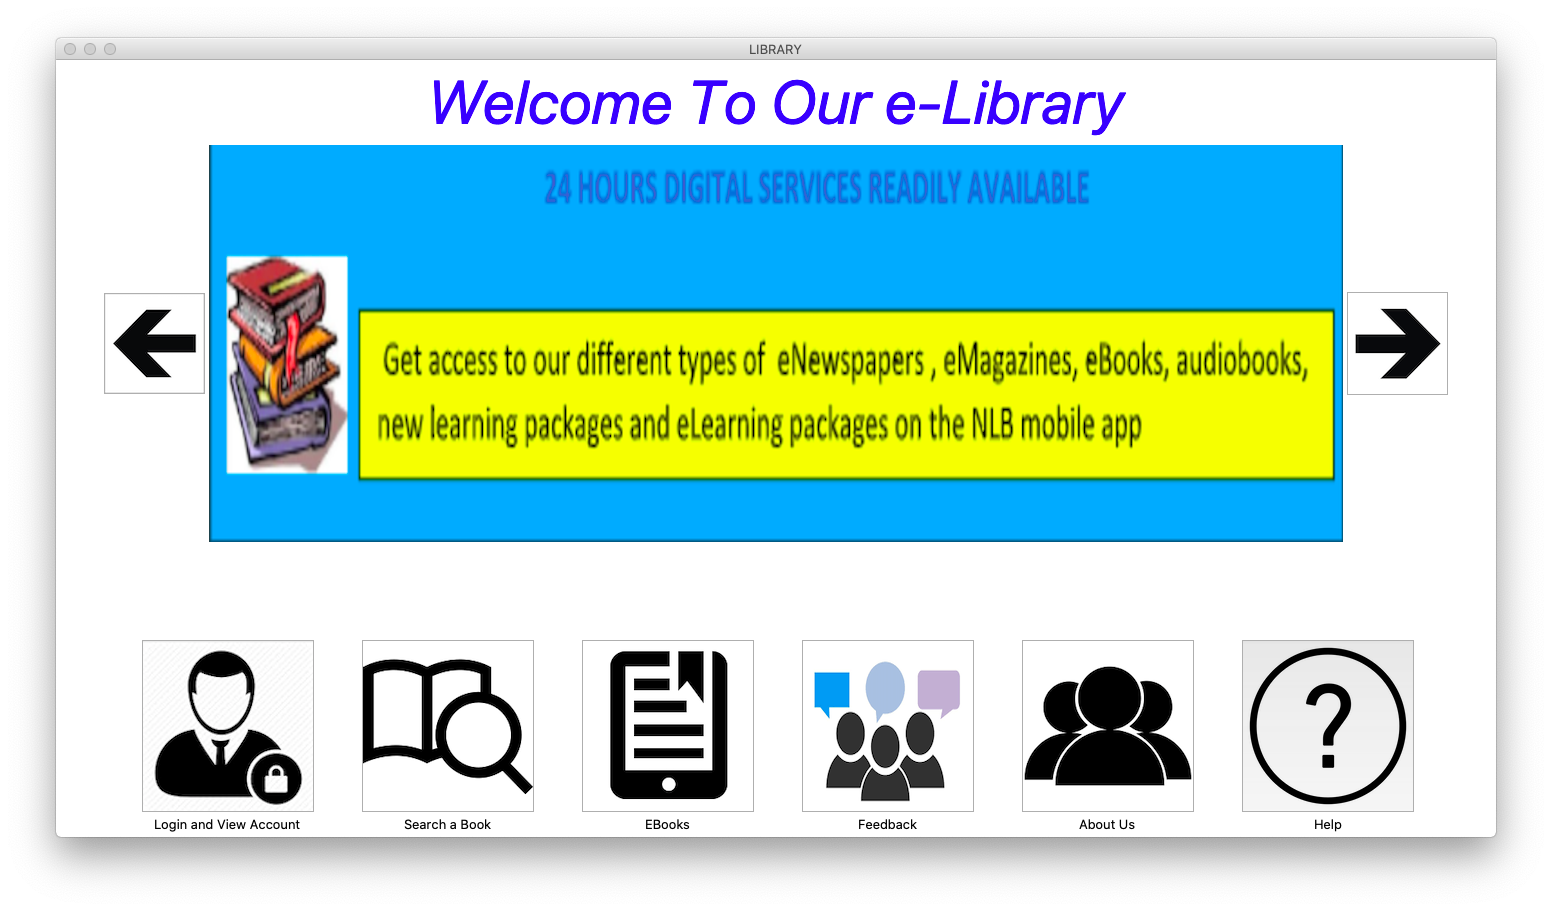 LIBRARY
Welcome To Our e-Library
24 HOURS DIGITAL SERVICES READILY AVAILABLE
Get access to our different types of eNewspapers , eMagazines, eBooks, audiobooks,
new learning packages and eLearning packages on the NLB mobile app
?
Login and View Account
Search a Book
EBooks
Feedback
About Us
Help